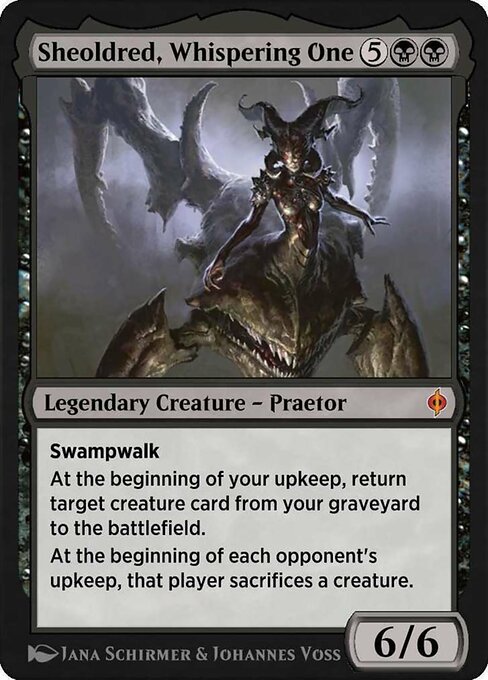 Sheoldred, Whispering One 5
Legendary Creature – Praetor
Swampwalk
At the beginning of your upkeep, return
target creature card from your graveyard
to the battlefield.
At the beginning of each opponent's
upkeep, that player sacrifices a creature.
6/6
Jana Schirmer & Johannes Voss